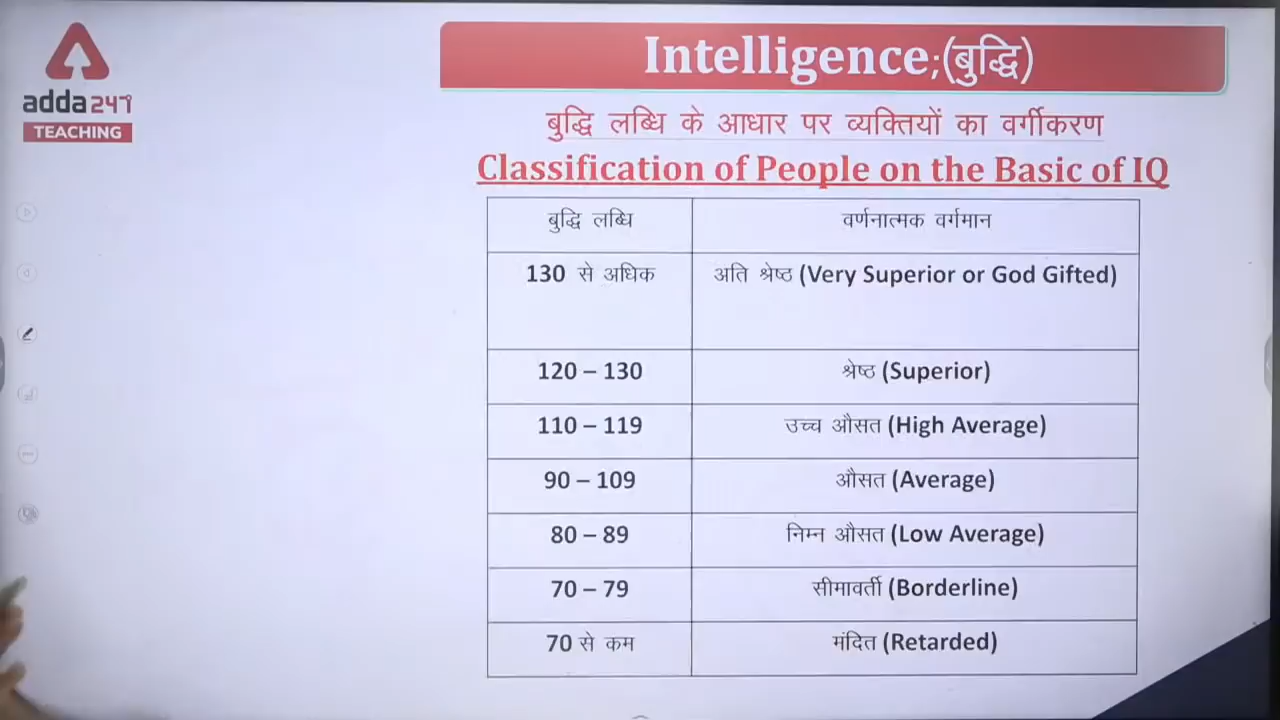 adda247
TEACHING
Intelligence;(बुद्धि)
बुद्धि लब्धि के आधार पर व्यक्तियों का वर्गीकरण
Classification of People on the Basic of IQ
बुद्धि लब्धि वर्णनात्मक वर्गमान
130 से अधिक अति श्रेष्ठ (Very Superior or God Gifted)
120 – 130 श्रेष्ठ (Superior)
110 – 119 उच्च औसत (High Average)
90 – 109 औसत (Average)
80 – 89 निम्न औसत (Low Average)
70 – 79 सीमावर्ती (Borderline)
70 से कम मंदित (Retarded)